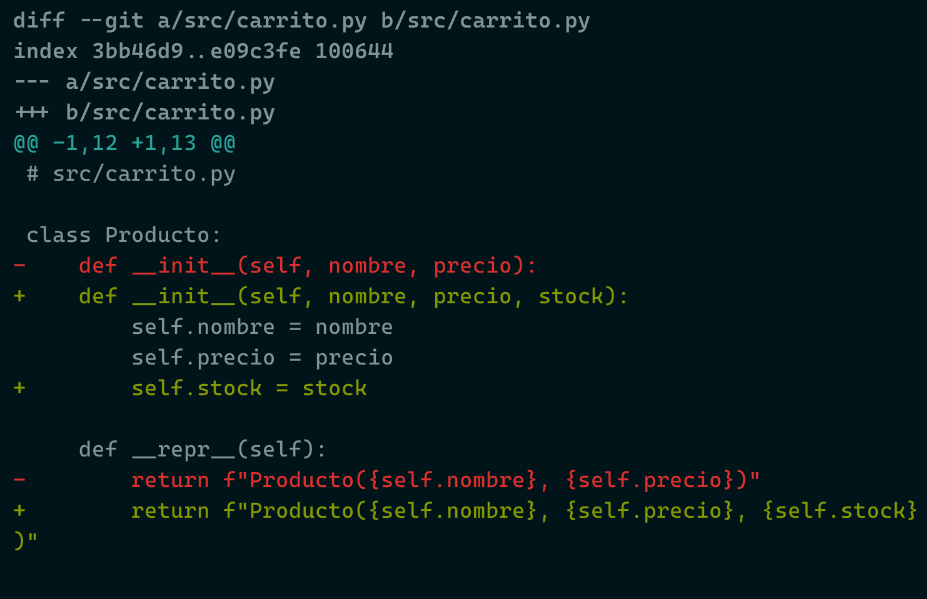 diff --git a/src/carrito.py b/src/carrito.py
index 3bb46d9..e09c3fe 100644
--- a/src/carrito.py
+++ b/src/carrito.py
@@ -1,12 +1,13 @@
 # src/carrito.py

 class Producto:
-    def __init__(self, nombre, precio):
+    def __init__(self, nombre, precio, stock):
         self.nombre = nombre
         self.precio = precio
+        self.stock = stock

     def __repr__(self):
-        return f"Producto({self.nombre}, {self.precio})"
+        return f"Producto({self.nombre}, {self.precio}, {self.stock}
)"